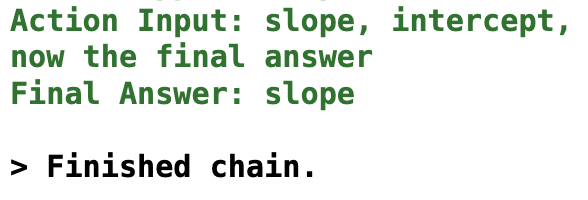 Action Input: slope, intercept,
now the final answer
Final Answer: slope
> Finished chain.